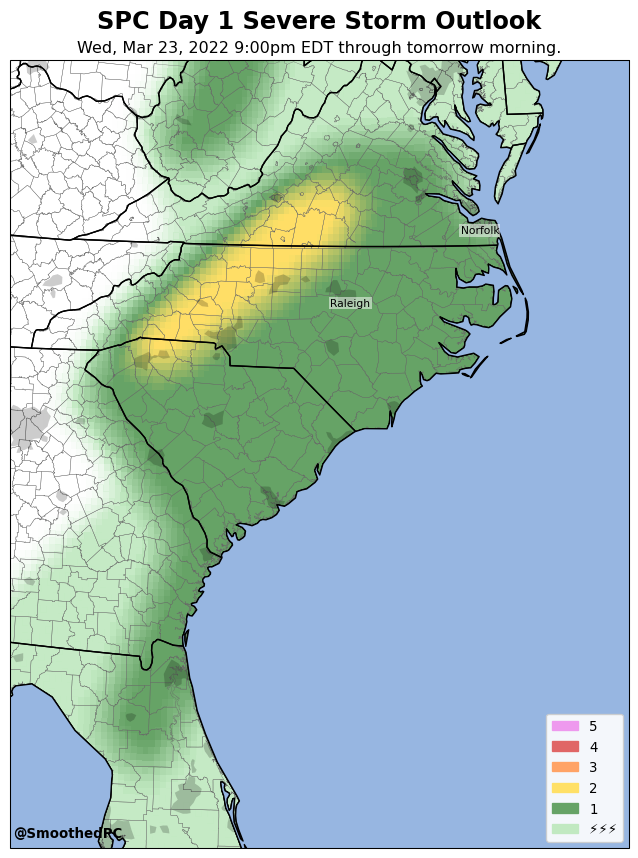 SPC Day 1 Severe Storm Outlook
Wed, Mar 23, 2022 9:00pm EDT through tomorrow morning.
Norfolk
Raleigh
5
4
3
2
1
⚡⚡⚡
@SmoothedPC